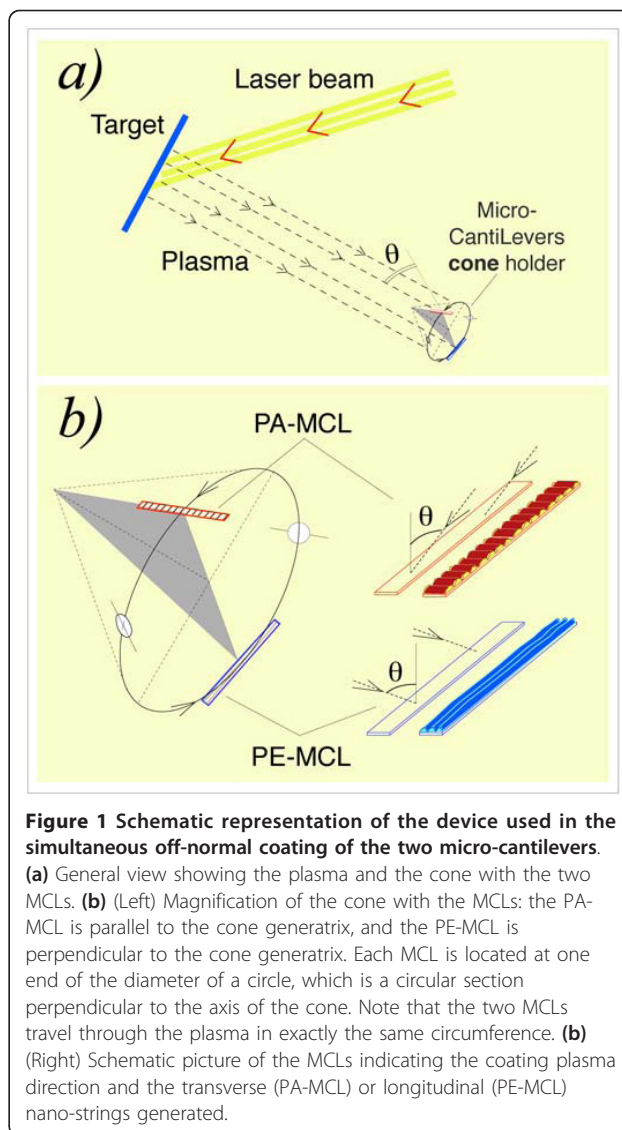 a)
Laser beam
Target
Micro-
CantiLevers
cone holder
θ
Plasma
b)
PA-MCL
θ
θ
PE-MCL
Figure 1 Schematic representation of the device used in the
simultaneous off-normal coating of the two micro-cantilevers.
(a) General view showing the plasma and the cone with the two
MCLs. (b) (Left) Magnification of the cone with the MCLs: the PA-
MCL is parallel to the cone generatrix, and the PE-MCL is
perpendicular to the cone generatrix. Each MCL is located at one
end of the diameter of a circle, which is a circular section
perpendicular to the axis of the cone. Note that the two MCLs
travel through the plasma in exactly the same circumference. (b)
(Right) Schematic picture of the MCLs indicating the coating plasma
direction and the transverse (PA-MCL) or longitudinal (PE-MCL)
nano-strings generated.